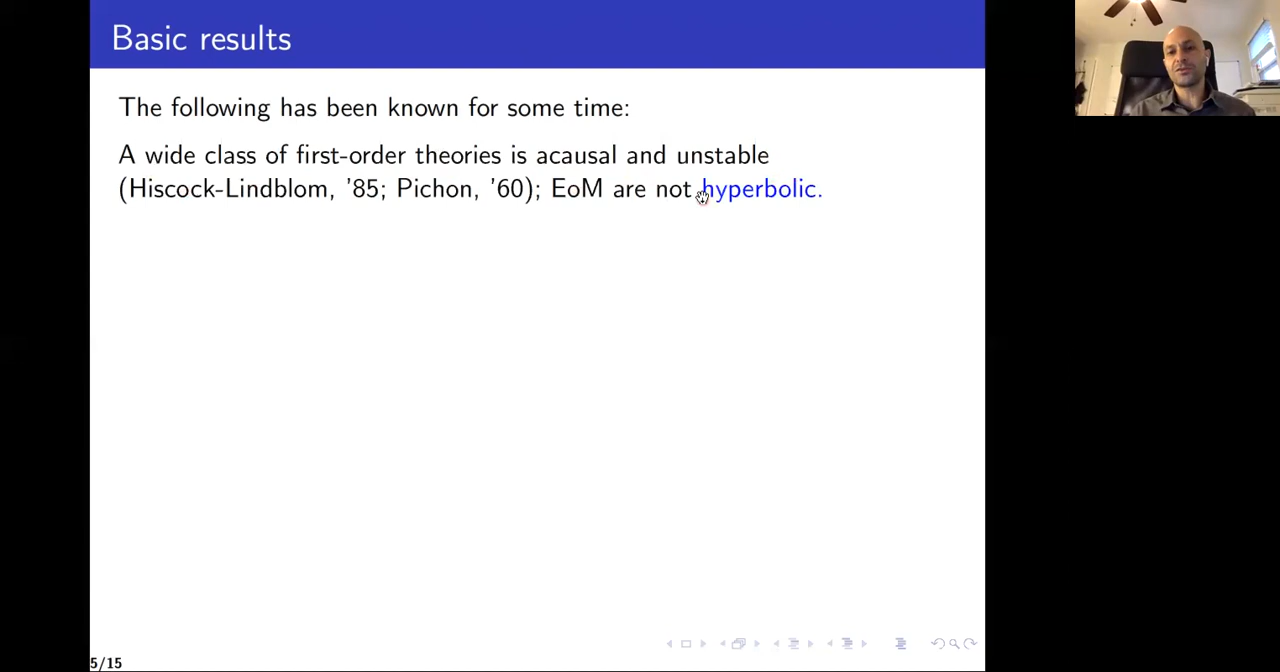 Basic results
The following has been known for some time:
A wide class of first-order theories is acausal and unstable
(Hiscock-Lindblom, '85; Pichon, '60); EoM are not hyperbolic.
5/15